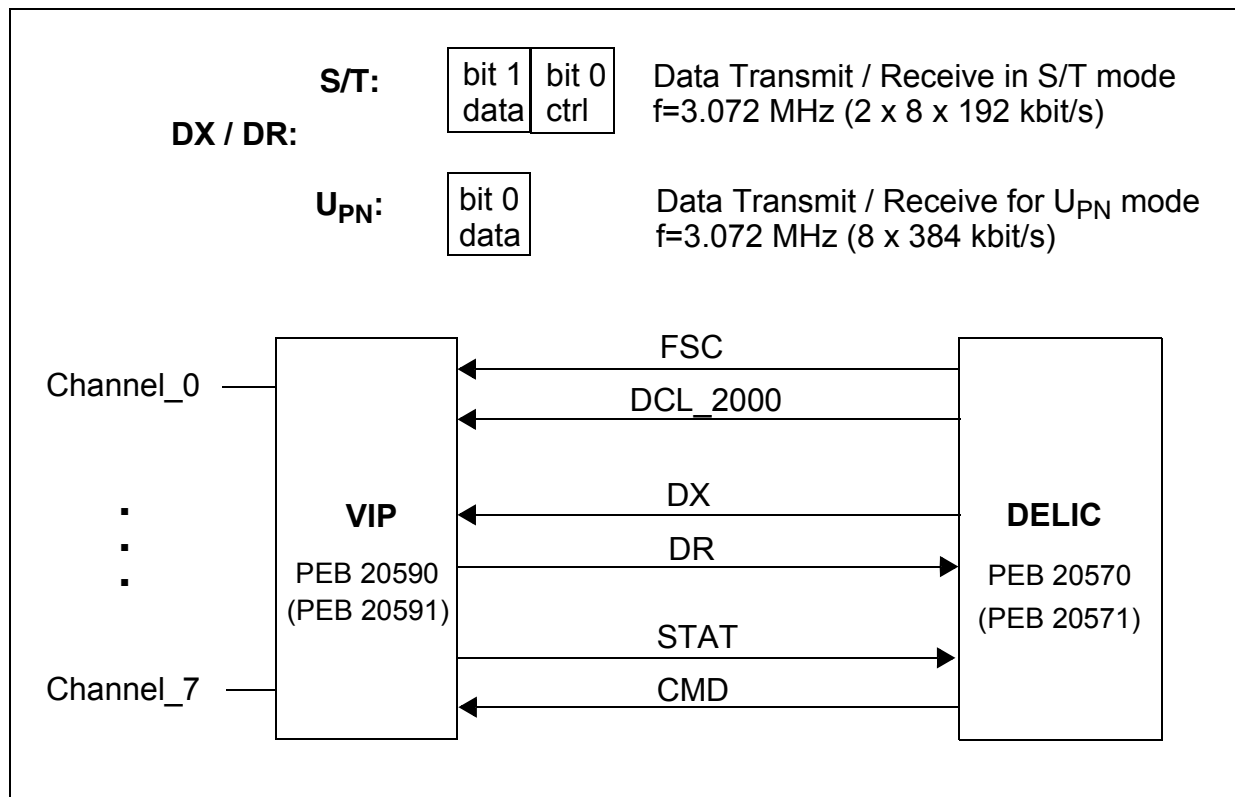 S/T:
bit 1 bit 0
data ctrl
Data Transmit / Receive in S/T mode
f=3.072 MHz (2 x 8 x 192 kbit/s)
DX / DR:
UPN:
bit 0
data
Data Transmit / Receive for UPN mode
f=3.072 MHz (8 x 384 kbit/s)
FSC
Channel_0
DCL_2000
DX
VIP
DELIC
DR
PEB 20590
(PEB 20591)
PEB 20570
(PEB 20571)
STAT
Channel_7
CMD